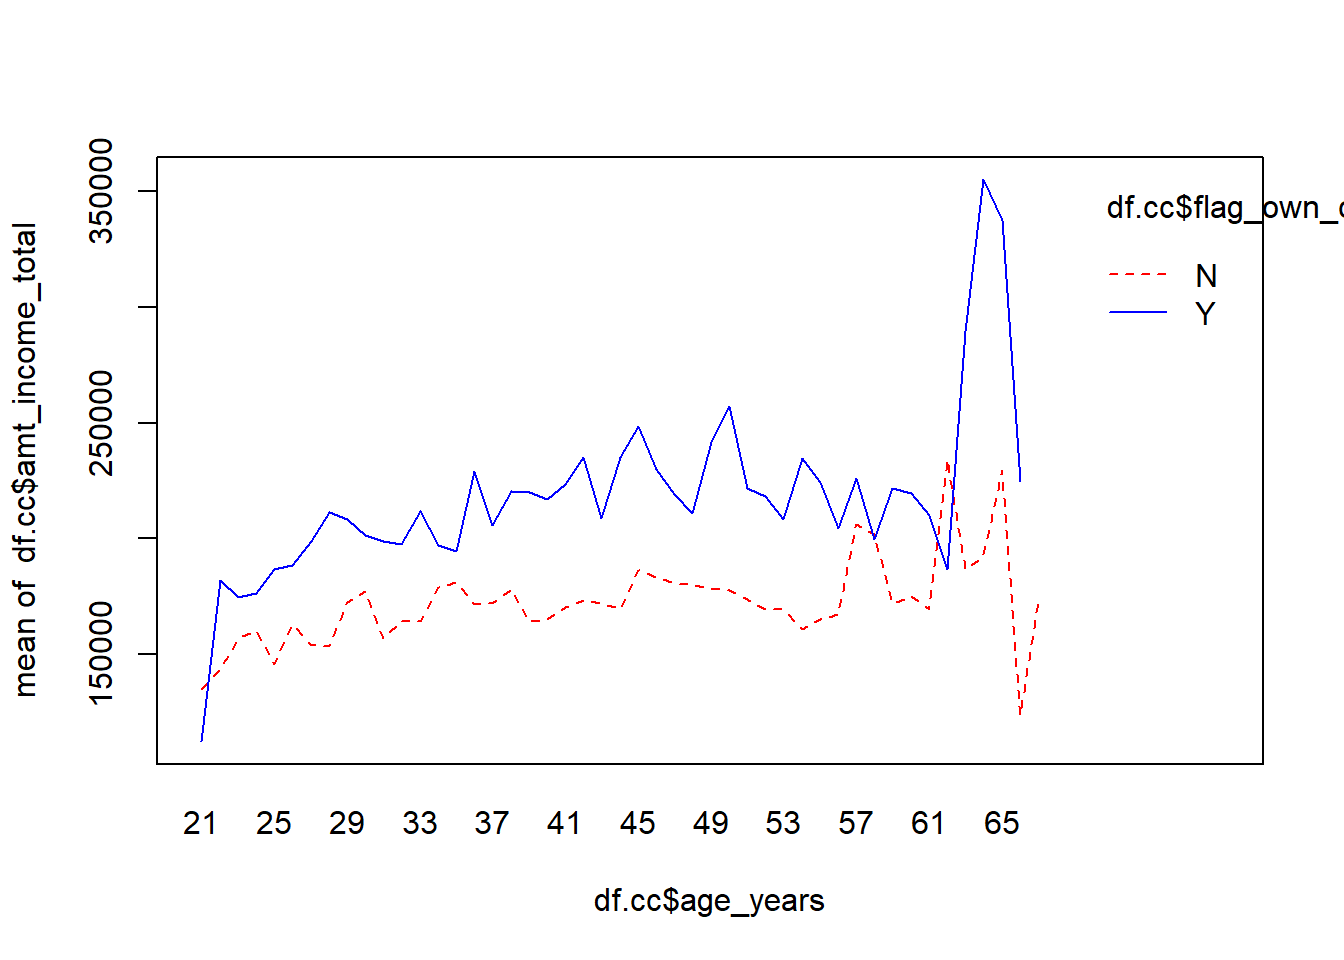 df.cc$flag_own_c
N
Y
mean of  df.cc$amt_income_total
350000
250000
150000
21 25 29 33 37 41 45 49 53 57 61 65
df.cc$age_years